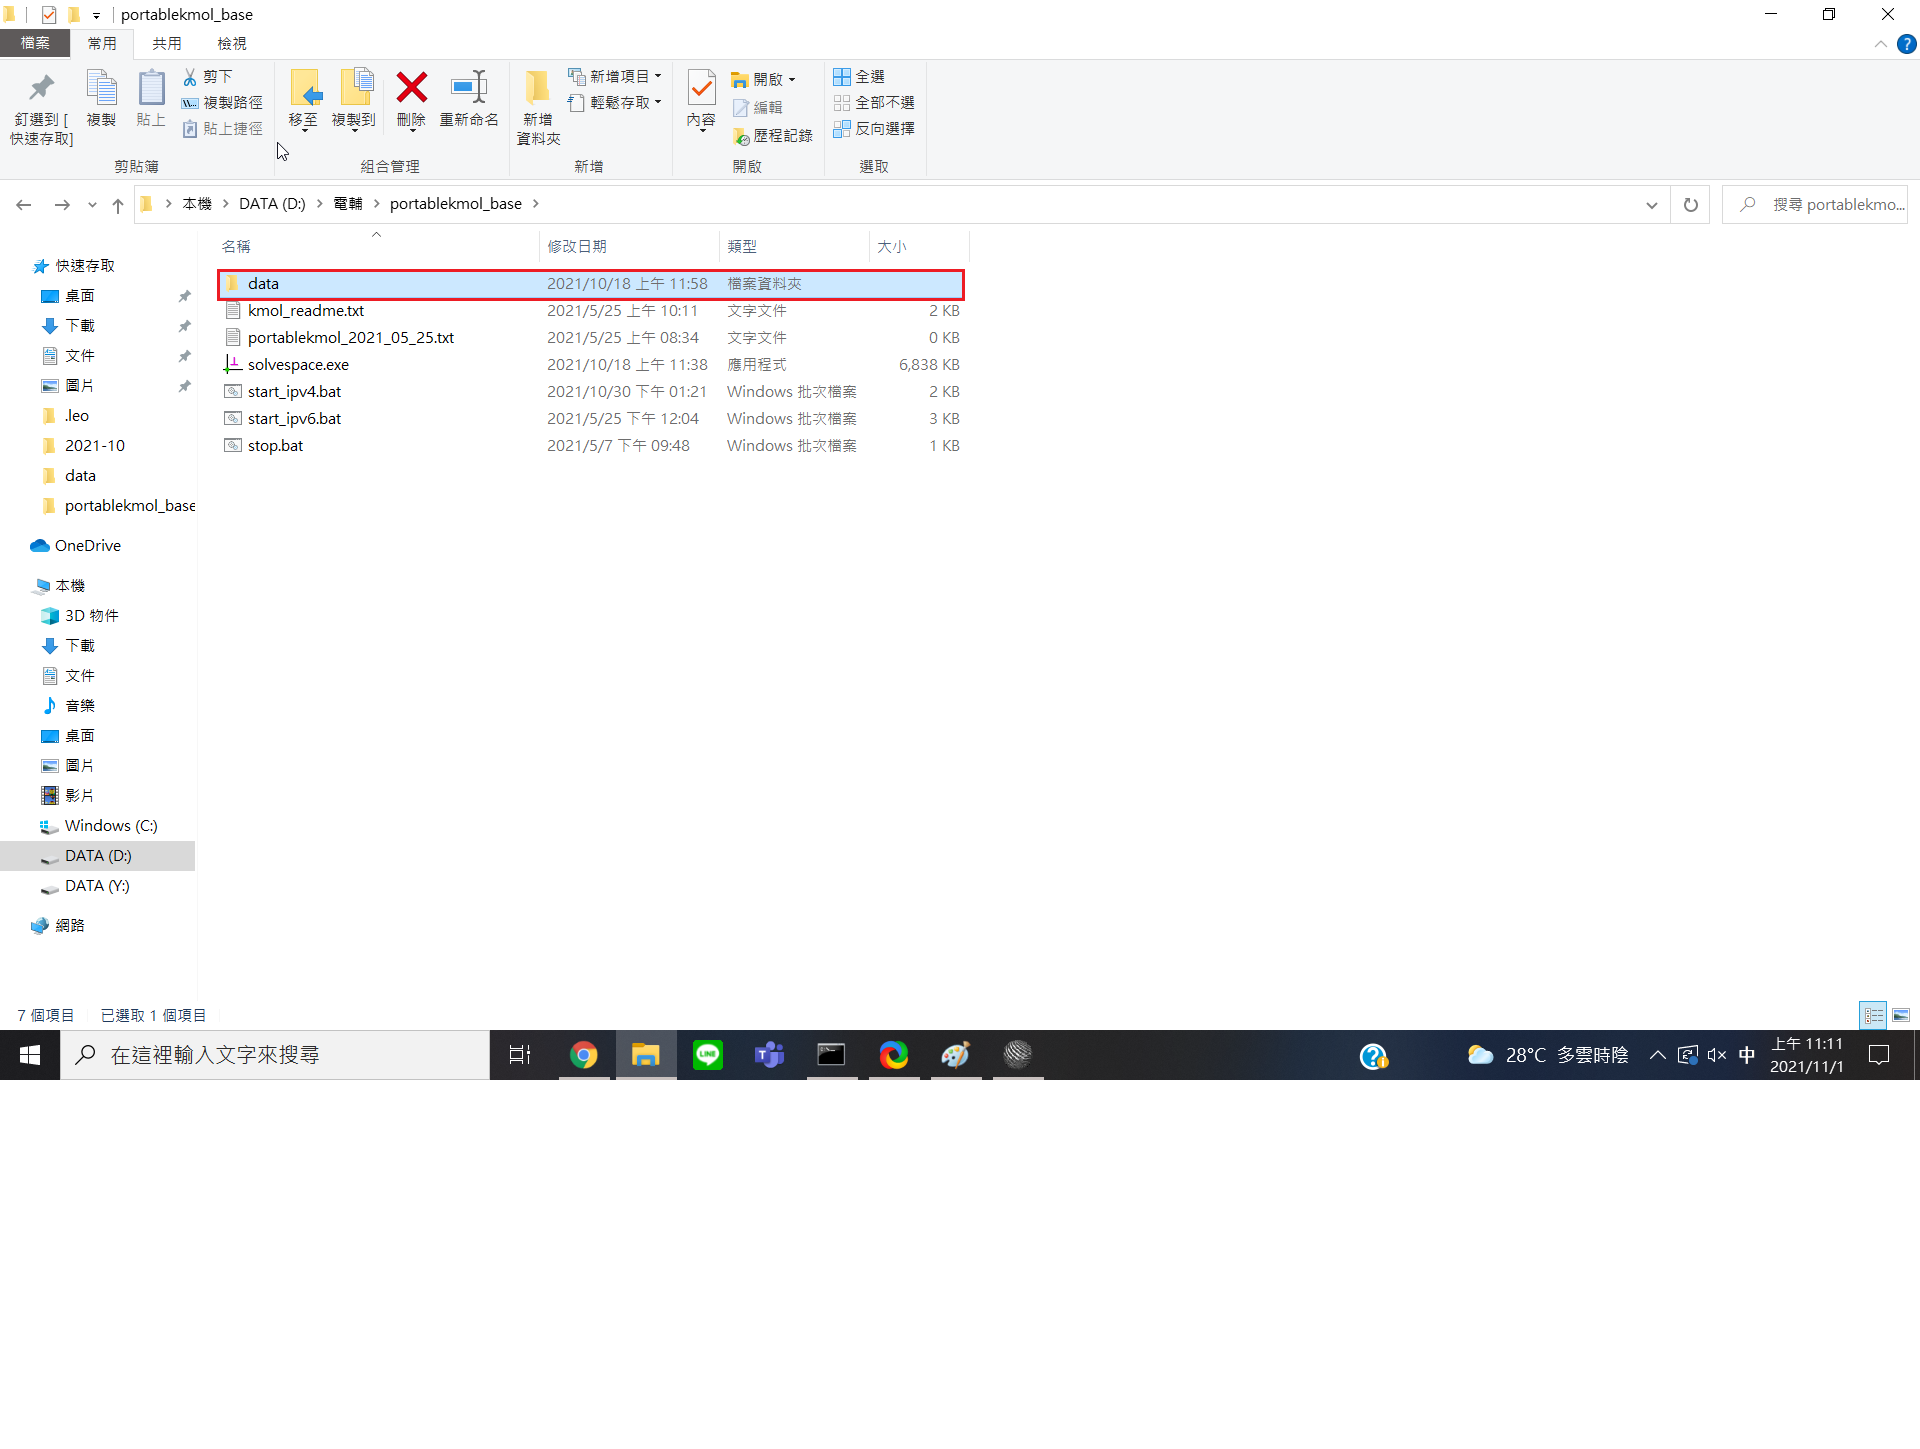 portablekmol_base
檔案 常用 共用 檢視
釘選到 [快速存取]
複製
貼上
剪下
複製路徑
貼上捷徑
剪貼簿
移至
複製到
刪除
重新命名
組合管理
新增資料夾
新增項目
輕鬆存取
新增
內容
開啟
編輯
歷程記錄
開啟
全選
全部不選
反向選擇
選取
本機 DATA (D:) 電輔 portablekmol_base
搜尋 portablekmo...
快速存取
桌面
下載
文件
圖片
.leo
2021-10
data
portablekmol_base
OneDrive
本機
3D 物件
下載
文件
音樂
桌面
圖片
影片
Windows (C:)
DATA (D:)
DATA (Y:)
網路
名稱 修改日期 類型 大小
data 2021/10/18 上午 11:58 檔案資料夾
kmol_readme.txt 2021/5/25 上午 10:11 文字文件 2 KB
portablekmol_2021_05_25.txt 2021/5/25 上午 08:34 文字文件 0 KB
solvespace.exe 2021/10/18 上午 11:38 應用程式 6,838 KB
start_ipv4.bat 2021/10/30 下午 01:21 Windows 批次檔案 2 KB
start_ipv6.bat 2021/5/25 下午 12:04 Windows 批次檔案 3 KB
stop.bat 2021/5/7 下午 09:48 Windows 批次檔案 1 KB
7 個項目 已選取 1 個項目
在這裡輸入文字來搜尋
LINE
T
28°C 多雲時陰
中
上午 11:11
2021/11/1